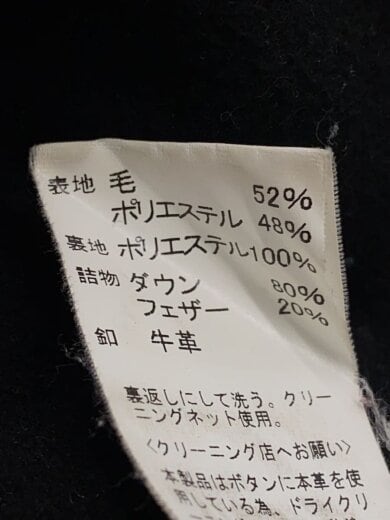 表地 毛 52%
ポリエステル 48%
裏地 ポリエステル 100%
詰物 ダウン 80%
フェザー 20%
釦 牛革
裏返しにして洗う。クリー
ニングネット使用。
〈クリーニング店へお願い〉
本製品はボタンに本革を使
用している為、ドライクリ